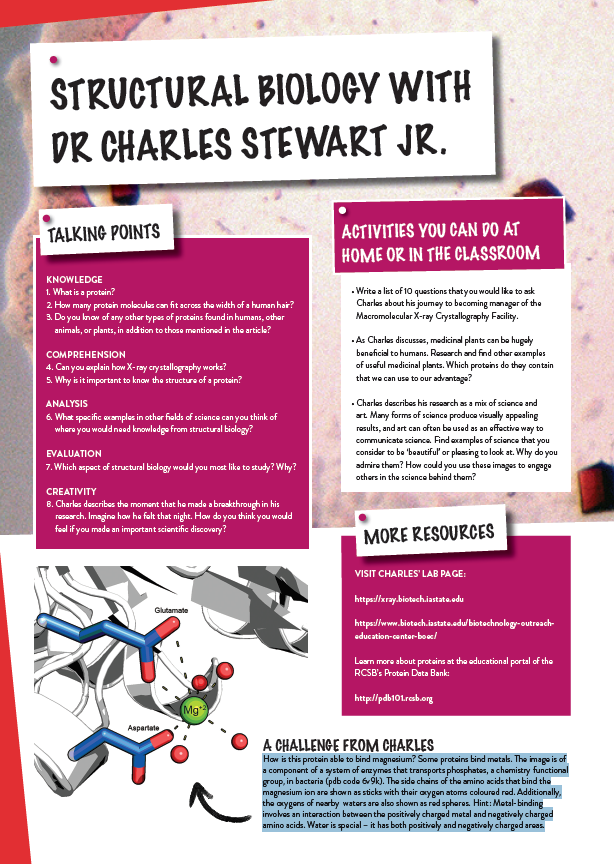 STRUCTURAL BIOLOGY WITH
DR CHARLES STEWART JR.
TALKING POINTS
KNOWLEDGE
1. What is a protein?
2. How many protein molecules can fit across the width of a human hair?
3. Do you know of any other types of proteins found in humans, other
animals, or plants, in addition to those mentioned in the article?
COMPREHENSION
4. Can you explain how X-ray crystallography works?
5. Why is it important to know the structure of a protein?
ANALYSIS
6. What specific examples in other fields of science can you think of
where you would need knowledge from structural biology?
EVALUATION
7. Which aspect of structural biology would you most like to study? Why?
CREATIVITY
8. Charles describes the moment that he made a breakthrough in his
research. Imagine how he felt that night. How do you think you would
feel if you made an important scientific discovery?
ACTIVITIES YOU CAN DO AT
HOME OR IN THE CLASSROOM
• Write a list of 10 questions that you would like to ask
Charles about his journey to becoming manager of the
Macromolecular X-ray Crystallography Facility.
• As Charles discusses, medicinal plants can be hugely
beneficial to humans. Research and find other examples
of useful medicinal plants. Which proteins do they contain
that we can use to our advantage?
• Charles describes his research as a mix of science and
art. Many forms of science produce visually appealing
results, and art can often be used as an effective way to
communicate science. Find examples of science that you
consider to be ‘beautiful’ or pleasing to look at. Why do you
admire them? How could you use these images to engage
others in the science behind them?
MORE RESOURCES
VISIT CHARLES’ LAB PAGE:
https://xray.biotech.iastate.edu
https://www.biotech.iastate.edu/biotechnology-outreach-
education-center-boec/
Learn more about proteins at the educational portal of the
RCSB’s Protein Data Bank:
http://pdb101.rcsb.org
Glutamate
Mg+2
Aspartate
A CHALLENGE FROM CHARLES
How is this protein able to bind magnesium? Some proteins bind metals. The image is of
a component of a system of enzymes that transports phosphates, a chemistry functional
group, in bacteria (pdb code 6v9k). The side chains of the amino acids that bind the
magnesium ion are shown as sticks with their oxygen atoms coloured red. Additionally,
the oxygens of nearby waters are also shown as red spheres. Hint: Metal-binding
involves an interaction between the positively charged metal and negatively charged
amino acids. Water is special – it has both positively and negatively charged areas.